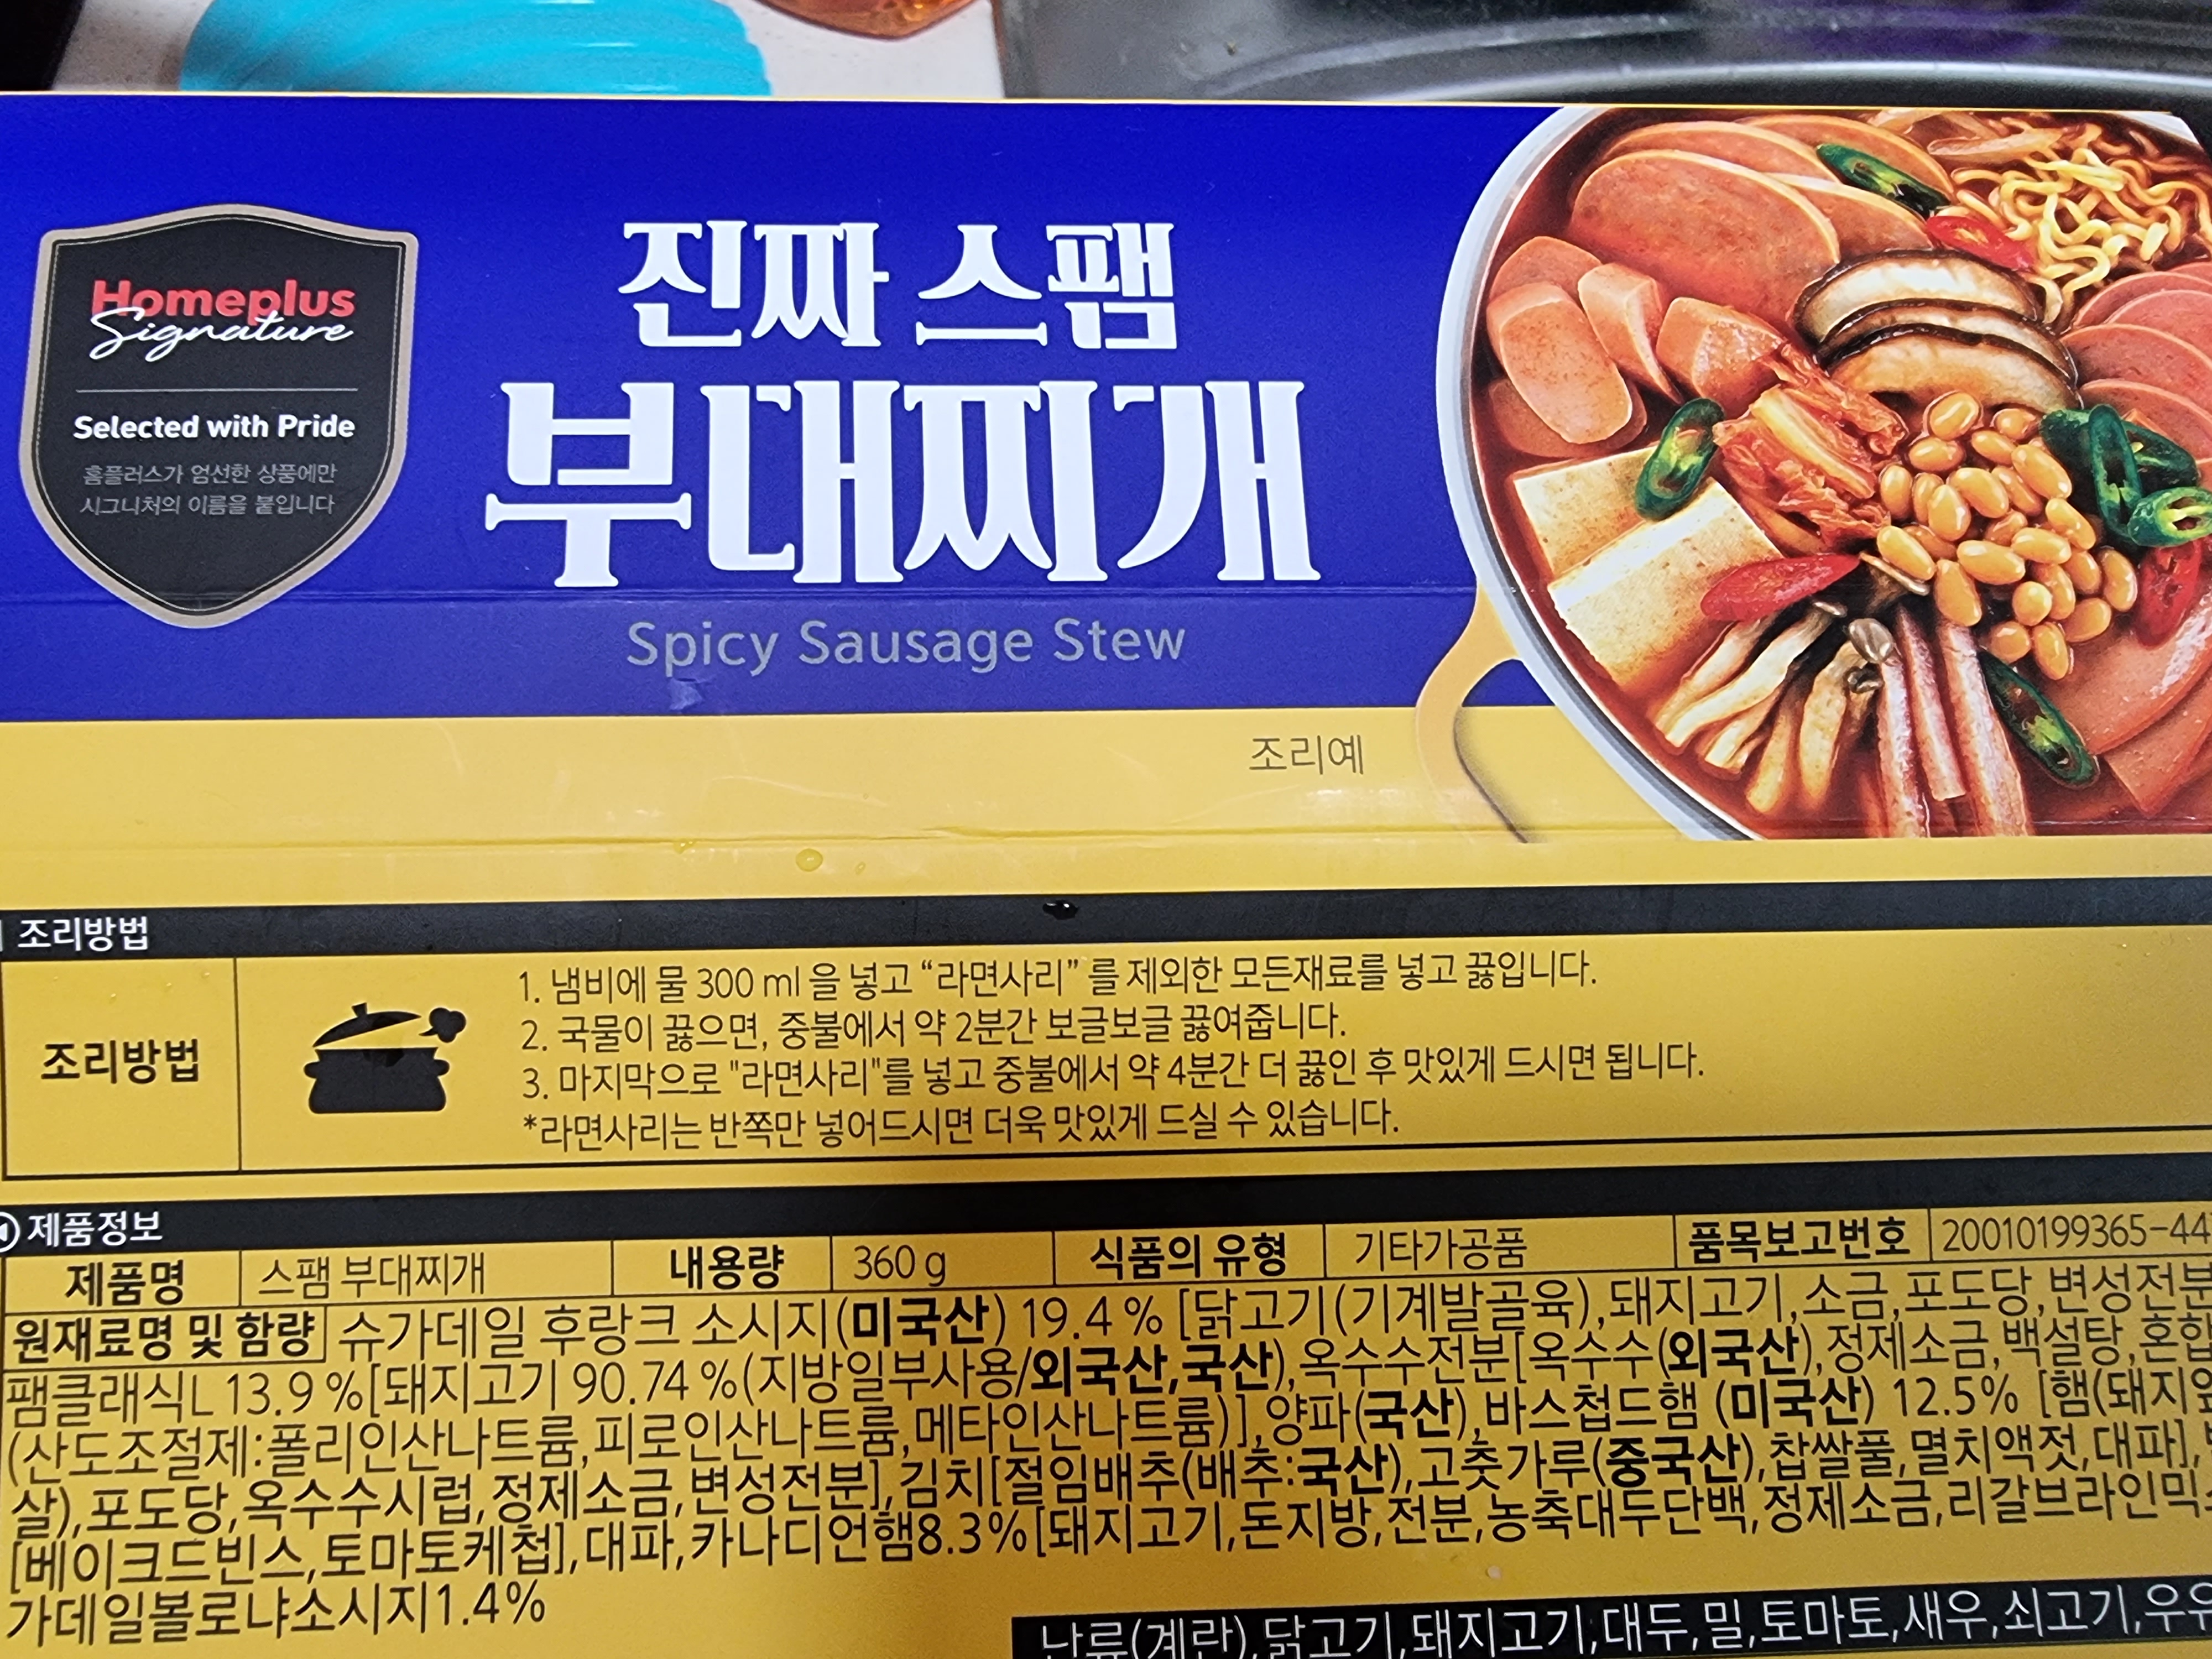 Homeplus
Signature
Selected with Pride
홈플러스가 엄선한 상품에만
시그니처의 이름을 붙입니다
진짜 스팸
부대찌개
Spicy Sausage Stew
조리예
조리방법
조리방법
1. 냄비에 물 300 ml 을 넣고 “라면사리” 를 제외한 모든재료를 넣고 끓입니다.
2. 국물이 끓으면, 중불에서 약 2분간 보글보글 끓여줍니다.
3. 마지막으로 "라면사리"를 넣고 중불에서 약 4분간 더 끓인 후 맛있게 드시면 됩니다.
*라면사리는 반쪽만 넣어드시면 더욱 맛있게 드실 수 있습니다.
제품정보
제품명 스팸 부대찌개 내용량 360 g 식품의 유형 기타가공품 품목보고번호 20010199365-44
원재료명 및 함량 슈가데일 후랑크 소시지(미국산) 19.4 % [닭고기(기계발골육),돼지고기,소금,포도당,변성전분
팸클래식L 13.9 %[돼지고기 90.74 %(지방일부사용/외국산,국산),옥수수전분[옥수수(외국산),정제소금,백설탕,혼합
(산도조절제:폴리인산나트륨,피로인산나트륨,메타인산나트륨)],양파(국산),바스첩드햄 (미국산) 12.5% [햄(돼지
살),포도당,옥수수시럽,정제소금,변성전분],김치[절임배추(배추:국산),고춧가루(중국산),찹쌀풀,멸치액젓,대파],
[베이크드빈스,토마토케첩],대파,카나디언햄8.3%[돼지고기,돈지방,전분,농축대두단백,정제소금,리갈브라인믹
가데일볼로냐소시지1.4%
난류(계란),닭고기,돼지고기,대두,밀,토마토,새우,쇠고기,우유